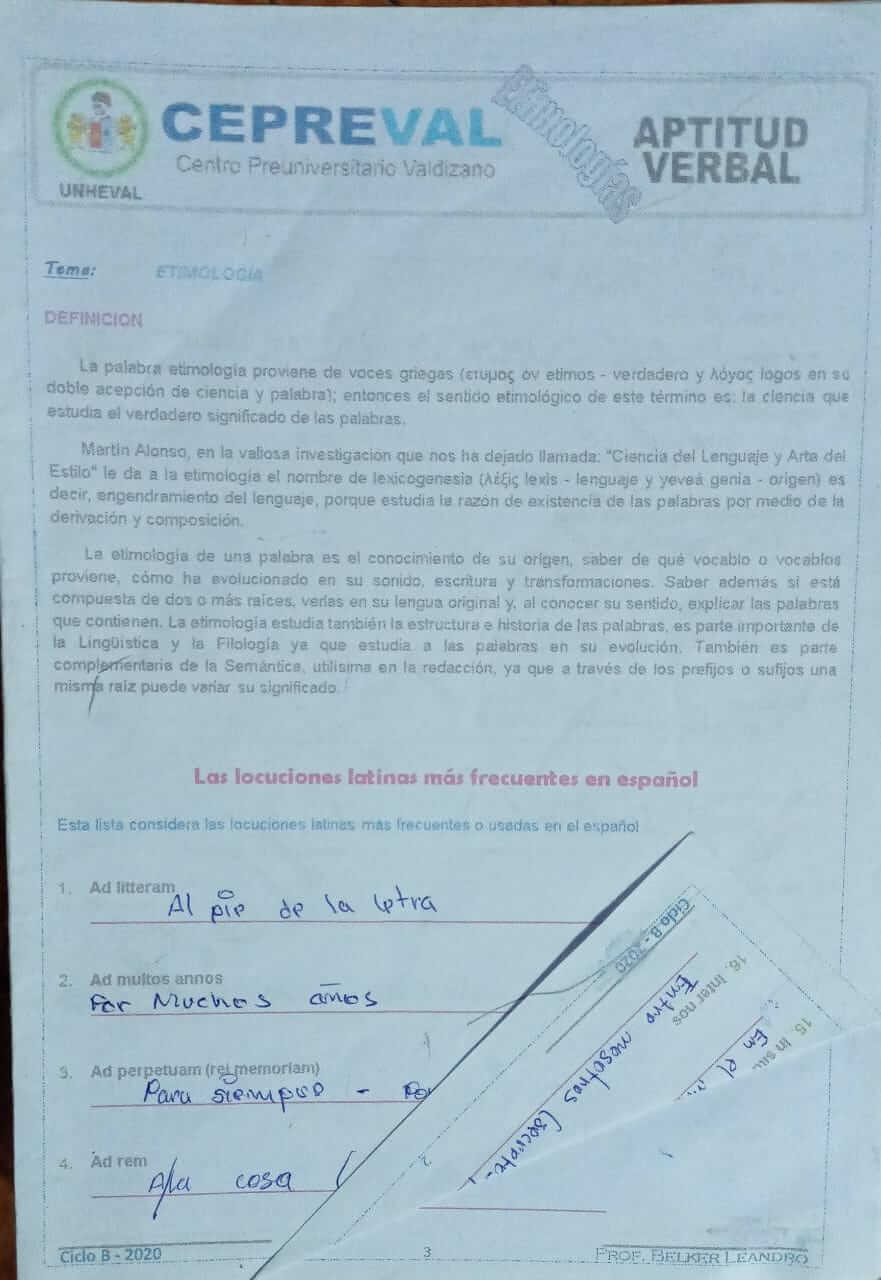 CEPREVAL
Centro Preuniversitario Valdizano
UNHEVAL
Etimologías
APTITUD
VERBAL
Tema: ETIMOLOGÍA
DEFINICION
La palabra etimología proviene de voces griegas (ετυμος ον etimos - verdadero y λόγος logos en su
doble acepción de ciencia y palabra); entonces el sentido etimológico de este término es: la ciencia que
estudia el verdadero significado de las palabras.
Martín Alonso, en la valiosa investigación que nos ha dejado llamada: "Ciencia del Lenguaje y Arte del
Estilo" le da a la etimología el nombre de lexicogenesia (λέξις lexis - lenguaje y γενεά genia - origen) es
decir, engendramiento del lenguaje, porque estudia la razón de existencia de las palabras por medio de la
derivación y composición.
La etimología de una palabra es el conocimiento de su origen, saber de qué vocablo o vocablos
proviene, cómo ha evolucionado en su sonido, escritura y transformaciones. Saber además si está
compuesta de dos o más raíces, verlas en su lengua original y, al conocer su sentido, explicar las palabras
que contienen. La etimología estudia también la estructura e historia de las palabras, es parte importante de
la Lingüística y la Filología ya que estudia a las palabras en su evolución. También es parte
complementaria de la Semántica, utilísima en la redacción, ya que a través de los prefijos o sufijos una
misma raíz puede variar su significado.
Las locuciones latinas más frecuentes en español
Esta lista considera las locuciones latinas más frecuentes o usadas en el español
1. Ad litteram
Al pie de la letra
2. Ad multos annos
Por Muchos años
3. Ad perpetuam (rei memoriam)
Para siempre -
4. Ad rem
A la cosa (
Ciclo B - 2020
16. Inter nos
Entre nosotros
15. In
En el
Ciclo B - 2020
3
PROF. BELKER LEANDRO